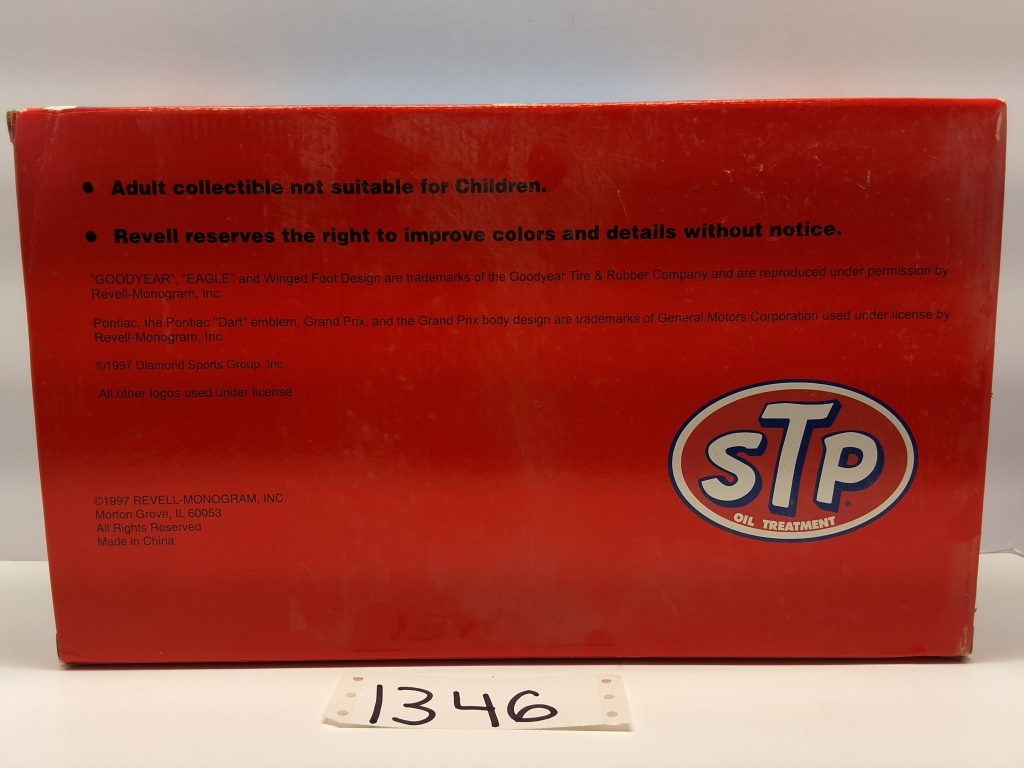 • Adult collectible not suitable for Children.
• Revell reserves the right to improve colors and details without notice.
"GOODYEAR", "EAGLE" and Winged Foot Design are trademarks of the Goodyear Tire & Rubber Company and are reproduced under permission by
Revell-Monogram, Inc.
Pontiac, the Pontiac "Dart" emblem, Grand Prix, and the Grand Prix body design are trademarks of General Motors Corporation used under license by
Revell-Monogram, Inc.
©1997 Diamond Sports Group, Inc.
All other logos used under license.
STP®
OIL TREATMENT
©1997 REVELL-MONOGRAM, INC.
Morton Grove, IL 60053
All Rights Reserved
Made in China
1346